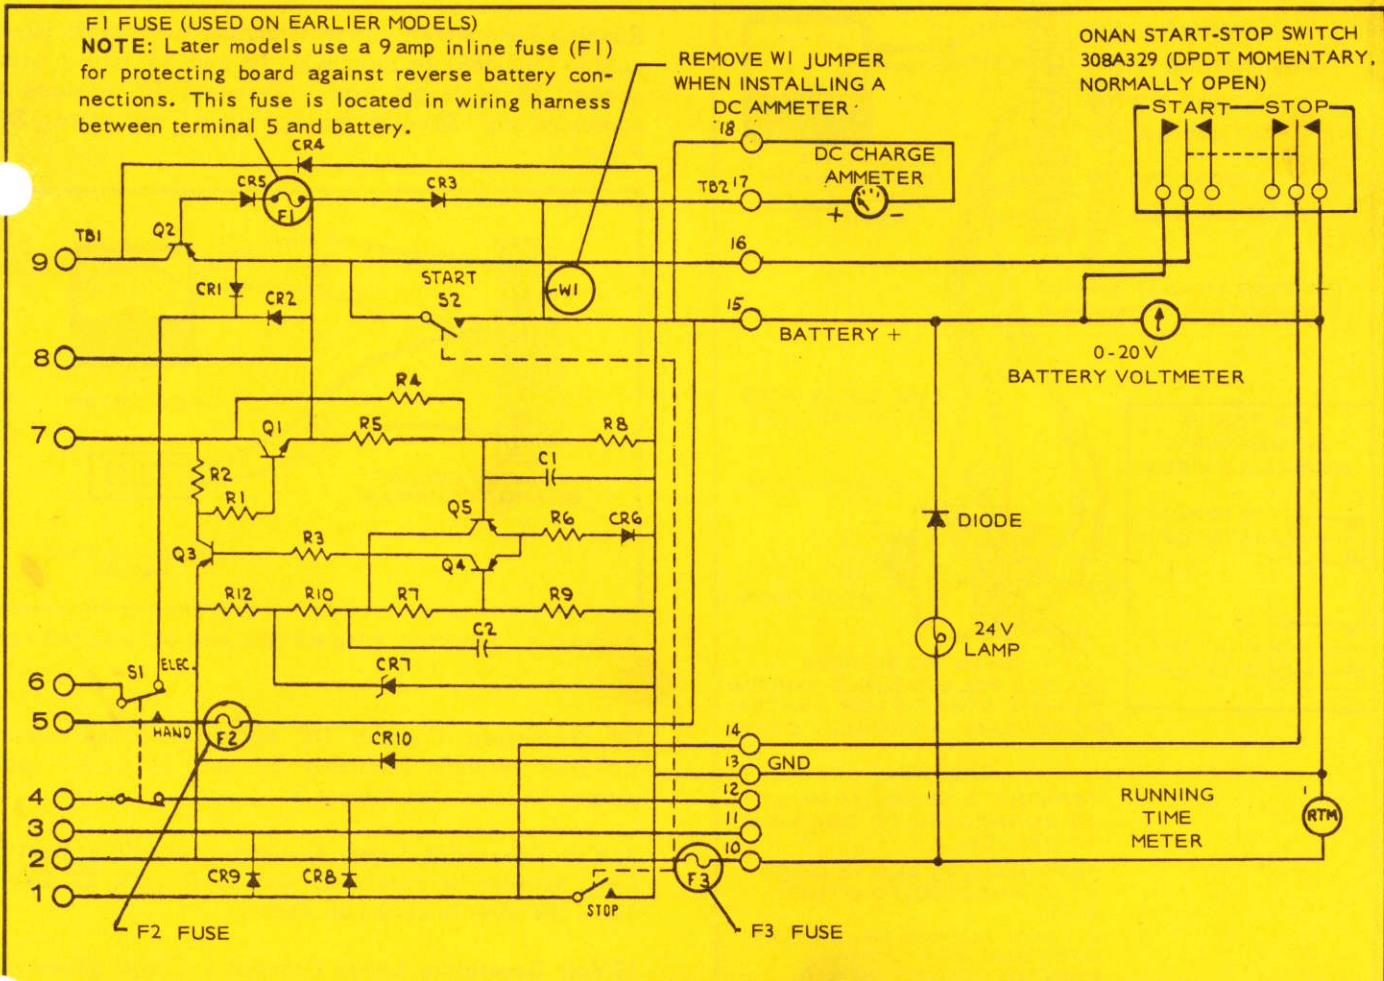 F1 FUSE (USED ON EARLIER MODELS)
NOTE: Later models use a 9 amp inline fuse (F1)
for protecting board against reverse battery con-
nections. This fuse is located in wiring harness
between terminal 5 and battery.
REMOVE W1 JUMPER
WHEN INSTALLING A
DC AMMETER
ONAN START-STOP SWITCH
308A329 (DPDT MOMENTARY,
NORMALLY OPEN)
START STOP
CR4
18
DC CHARGE
AMMETER
+ -
CR5
F1
CR3
TB2 17
TB1
Q2
9
16
CR1
CR2
START
S2
W1
15
BATTERY +
0-20 V
BATTERY VOLTMETER
8
R4
7
Q1
R5
R8
R2
R1
C1
Q5
R6
CR6
DIODE
Q3
R3
Q4
R12
R10
R7
R9
C2
24 V
LAMP
CR7
6
S1
ELEC.
5
HAND
F2
CR10
14
13
GND
4
12
3
11
2
10
RUNNING
TIME
METER
RTM
CR9
CR8
F3
1
STOP
F2 FUSE
F3 FUSE